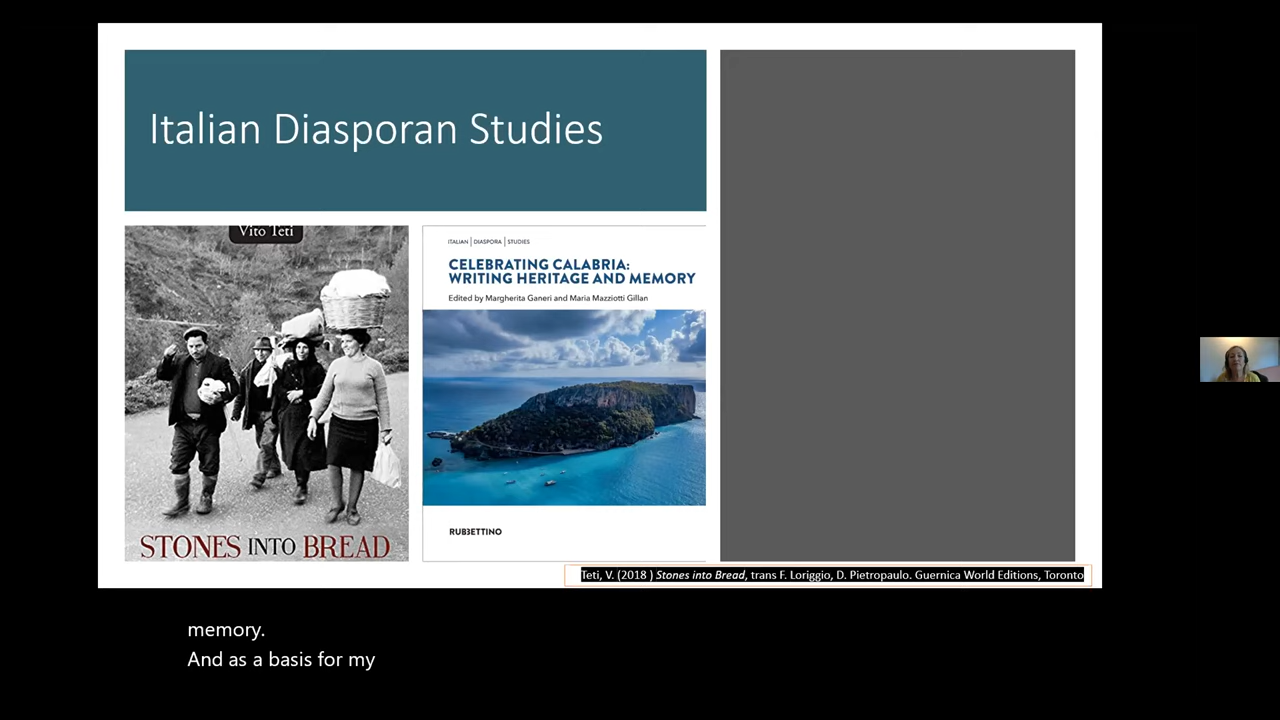 Italian Diasporan Studies
Vito Teti
STONES INTO BREAD
ITALIAN | DIASPORA | STUDIES
CELEBRATING CALABRIA:
WRITING HERITAGE AND MEMORY
Edited by Margherita Ganeri and Maria Mazziotti Gillan
RUBBETTINO
Teti, V. (2018 ) Stones into Bread, trans F. Loriggio, D. Pietropaulo. Guernica World Editions, Toronto
memory.
And as a basis for my